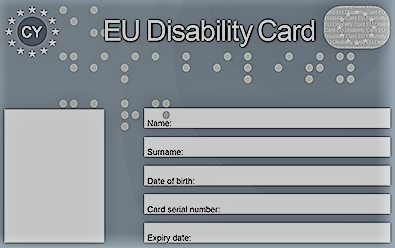 CY
EU Disability Card
Name:
Surname:
Date of birth:
Card serial number:
Expiry date: